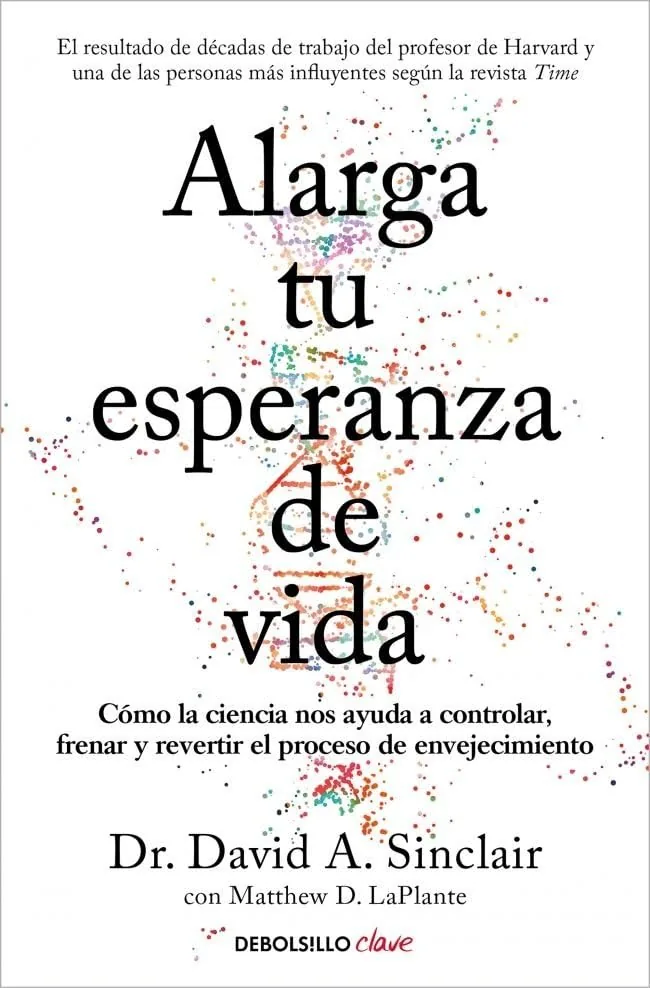 El resultado de décadas de trabajo del profesor de Harvard y
una de las personas más influyentes según la revista Time
Alarga
tu
esperanza
de
vida
Cómo la ciencia nos ayuda a controlar,
frenar y revertir el proceso de envejecimiento
Dr. David A. Sinclair
con Matthew D. LaPlante
DEBOLS!LLO clave